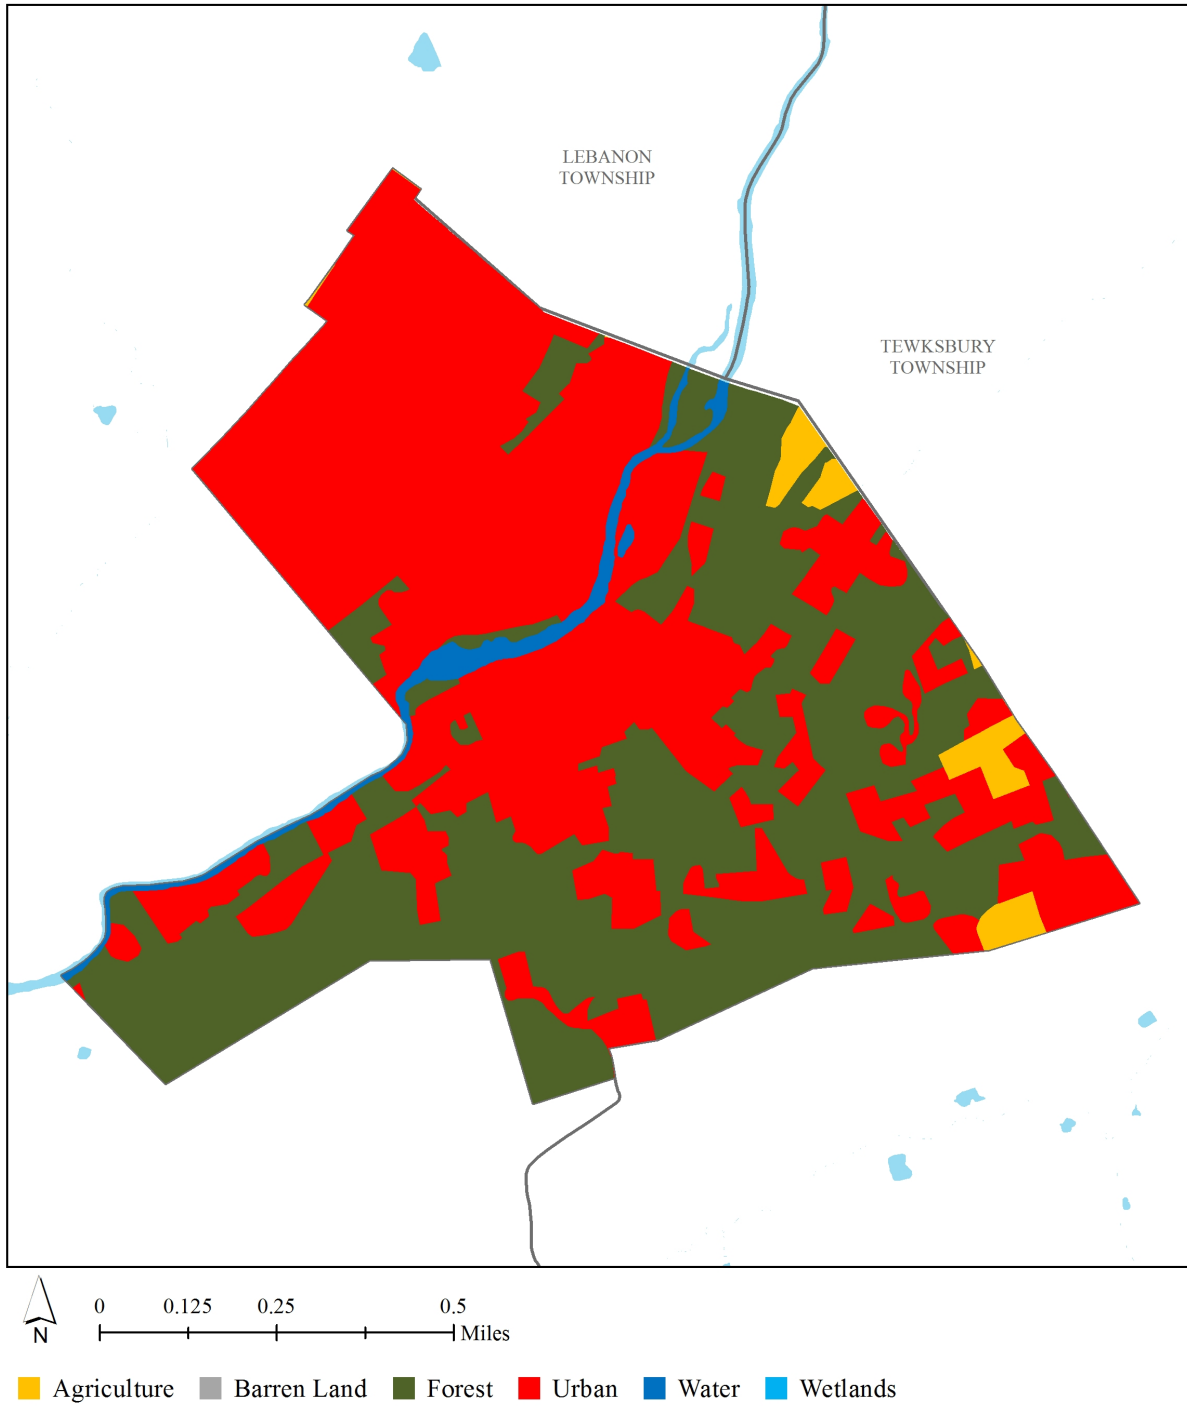 LEBANON
TOWNSHIP
TEWKSBURY
TOWNSHIP
N
0 0.125 0.25 0.5
Miles
Agriculture Barren Land Forest Urban Water Wetlands